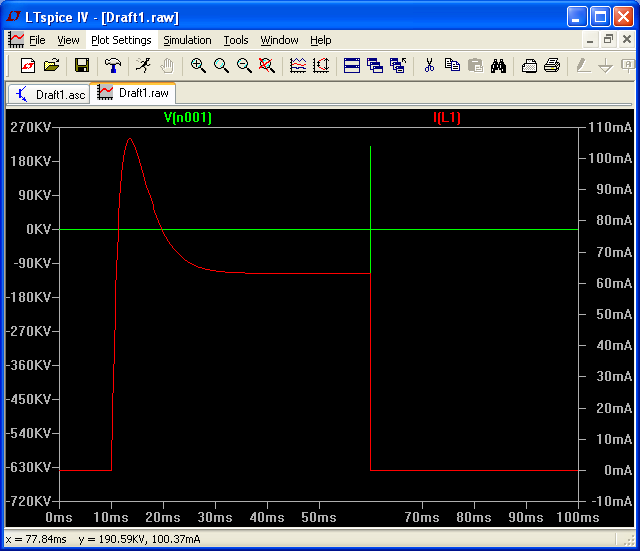 LTspice IV - [Draft1.raw]
File View Plot Settings Simulation Tools Window Help
Draft1.asc Draft1.raw
V(n001) I(L1)
270KV 110mA
180KV 100mA
90KV 90mA
0KV 80mA
-90KV 70mA
-180KV 60mA
-270KV 50mA
-360KV 40mA
-450KV 30mA
-540KV 20mA
-630KV 10mA
0mA
-720KV -10mA
0ms 10ms 20ms 30ms 40ms 50ms 70ms 80ms 90ms 100ms
x = 77.84ms y = 190.59KV, 100.37mA